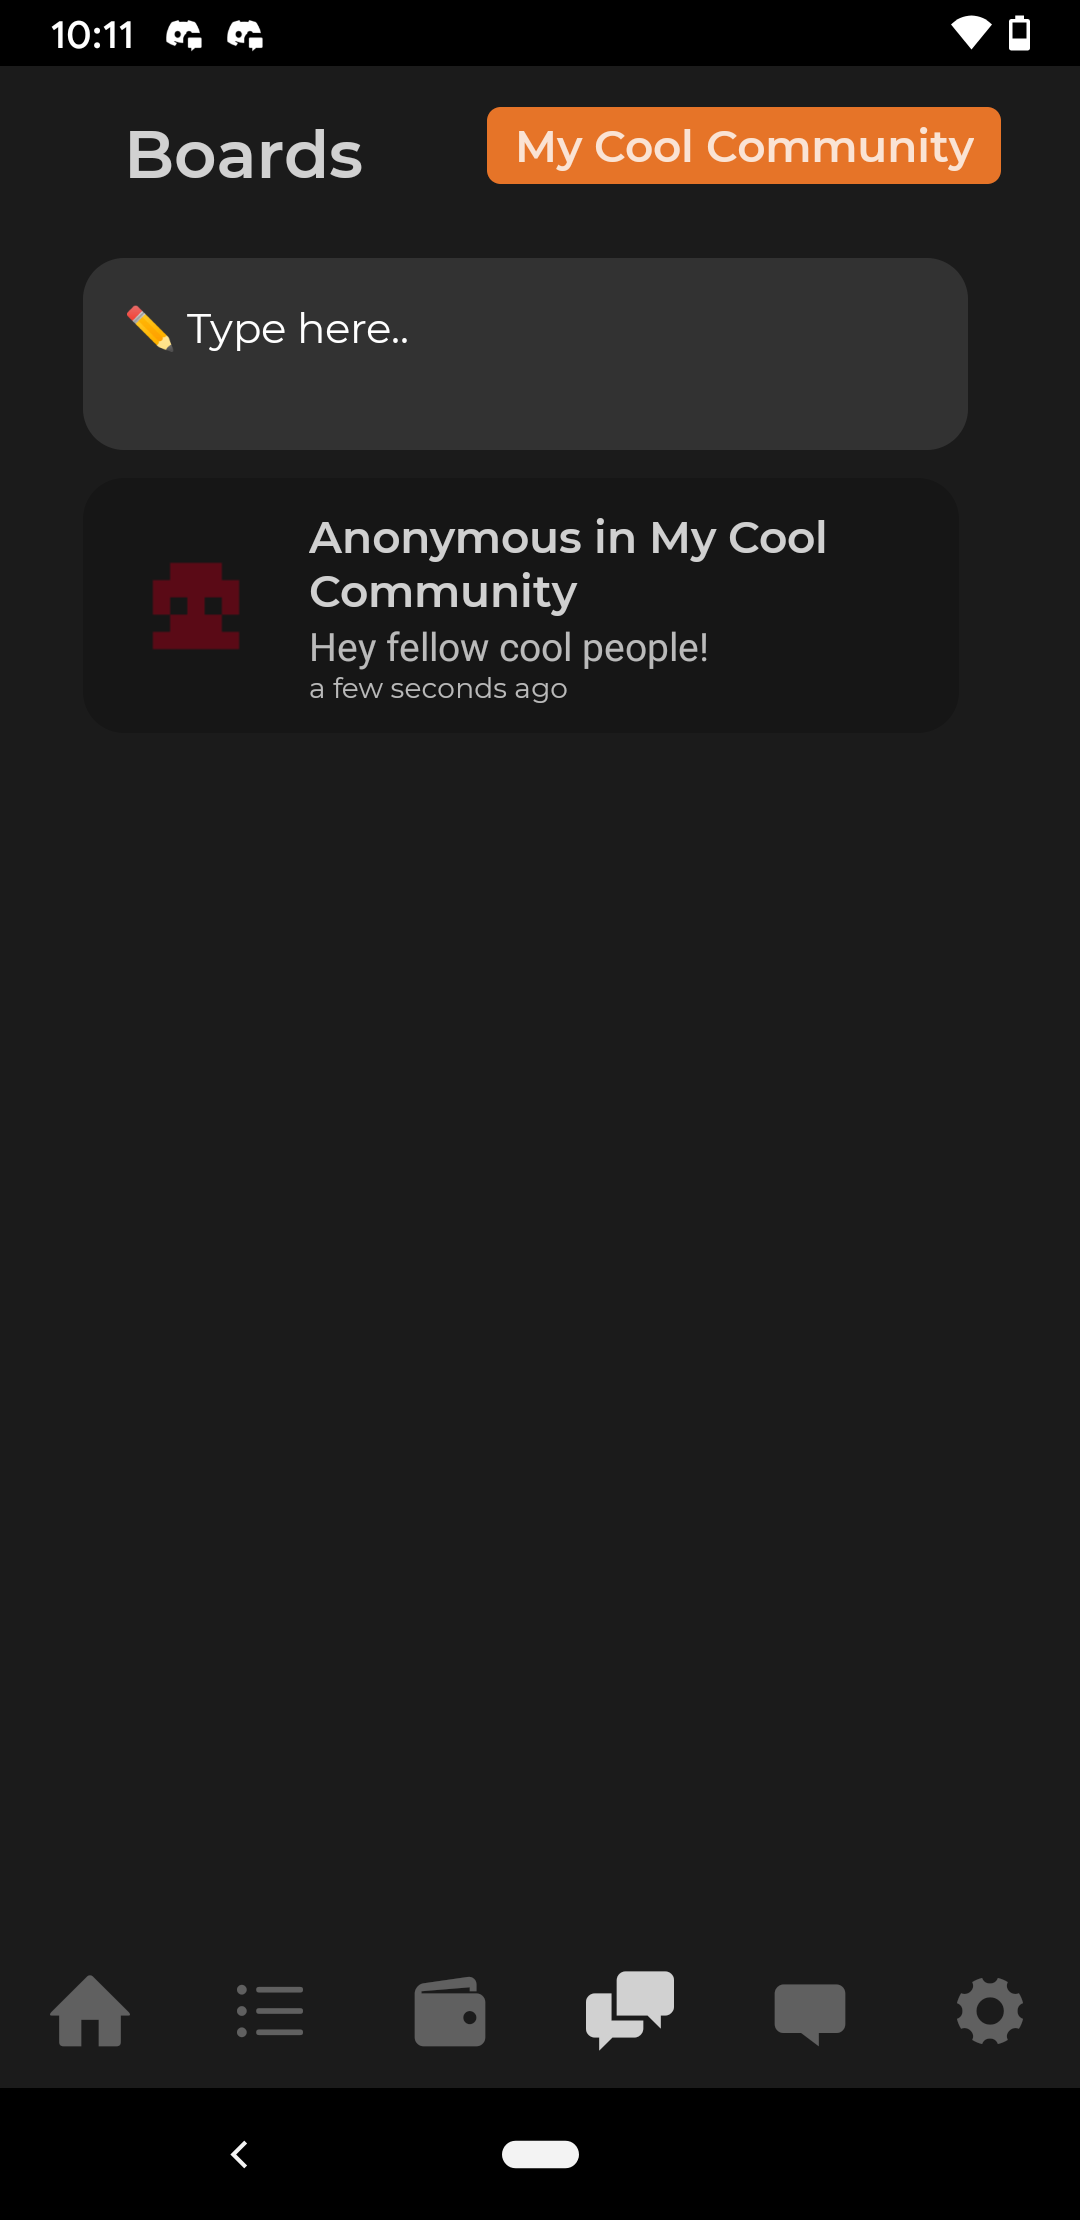 10:11
Boards
My Cool Community
✏️ Type here..
Anonymous in My Cool
Community
Hey fellow cool people!
a few seconds ago